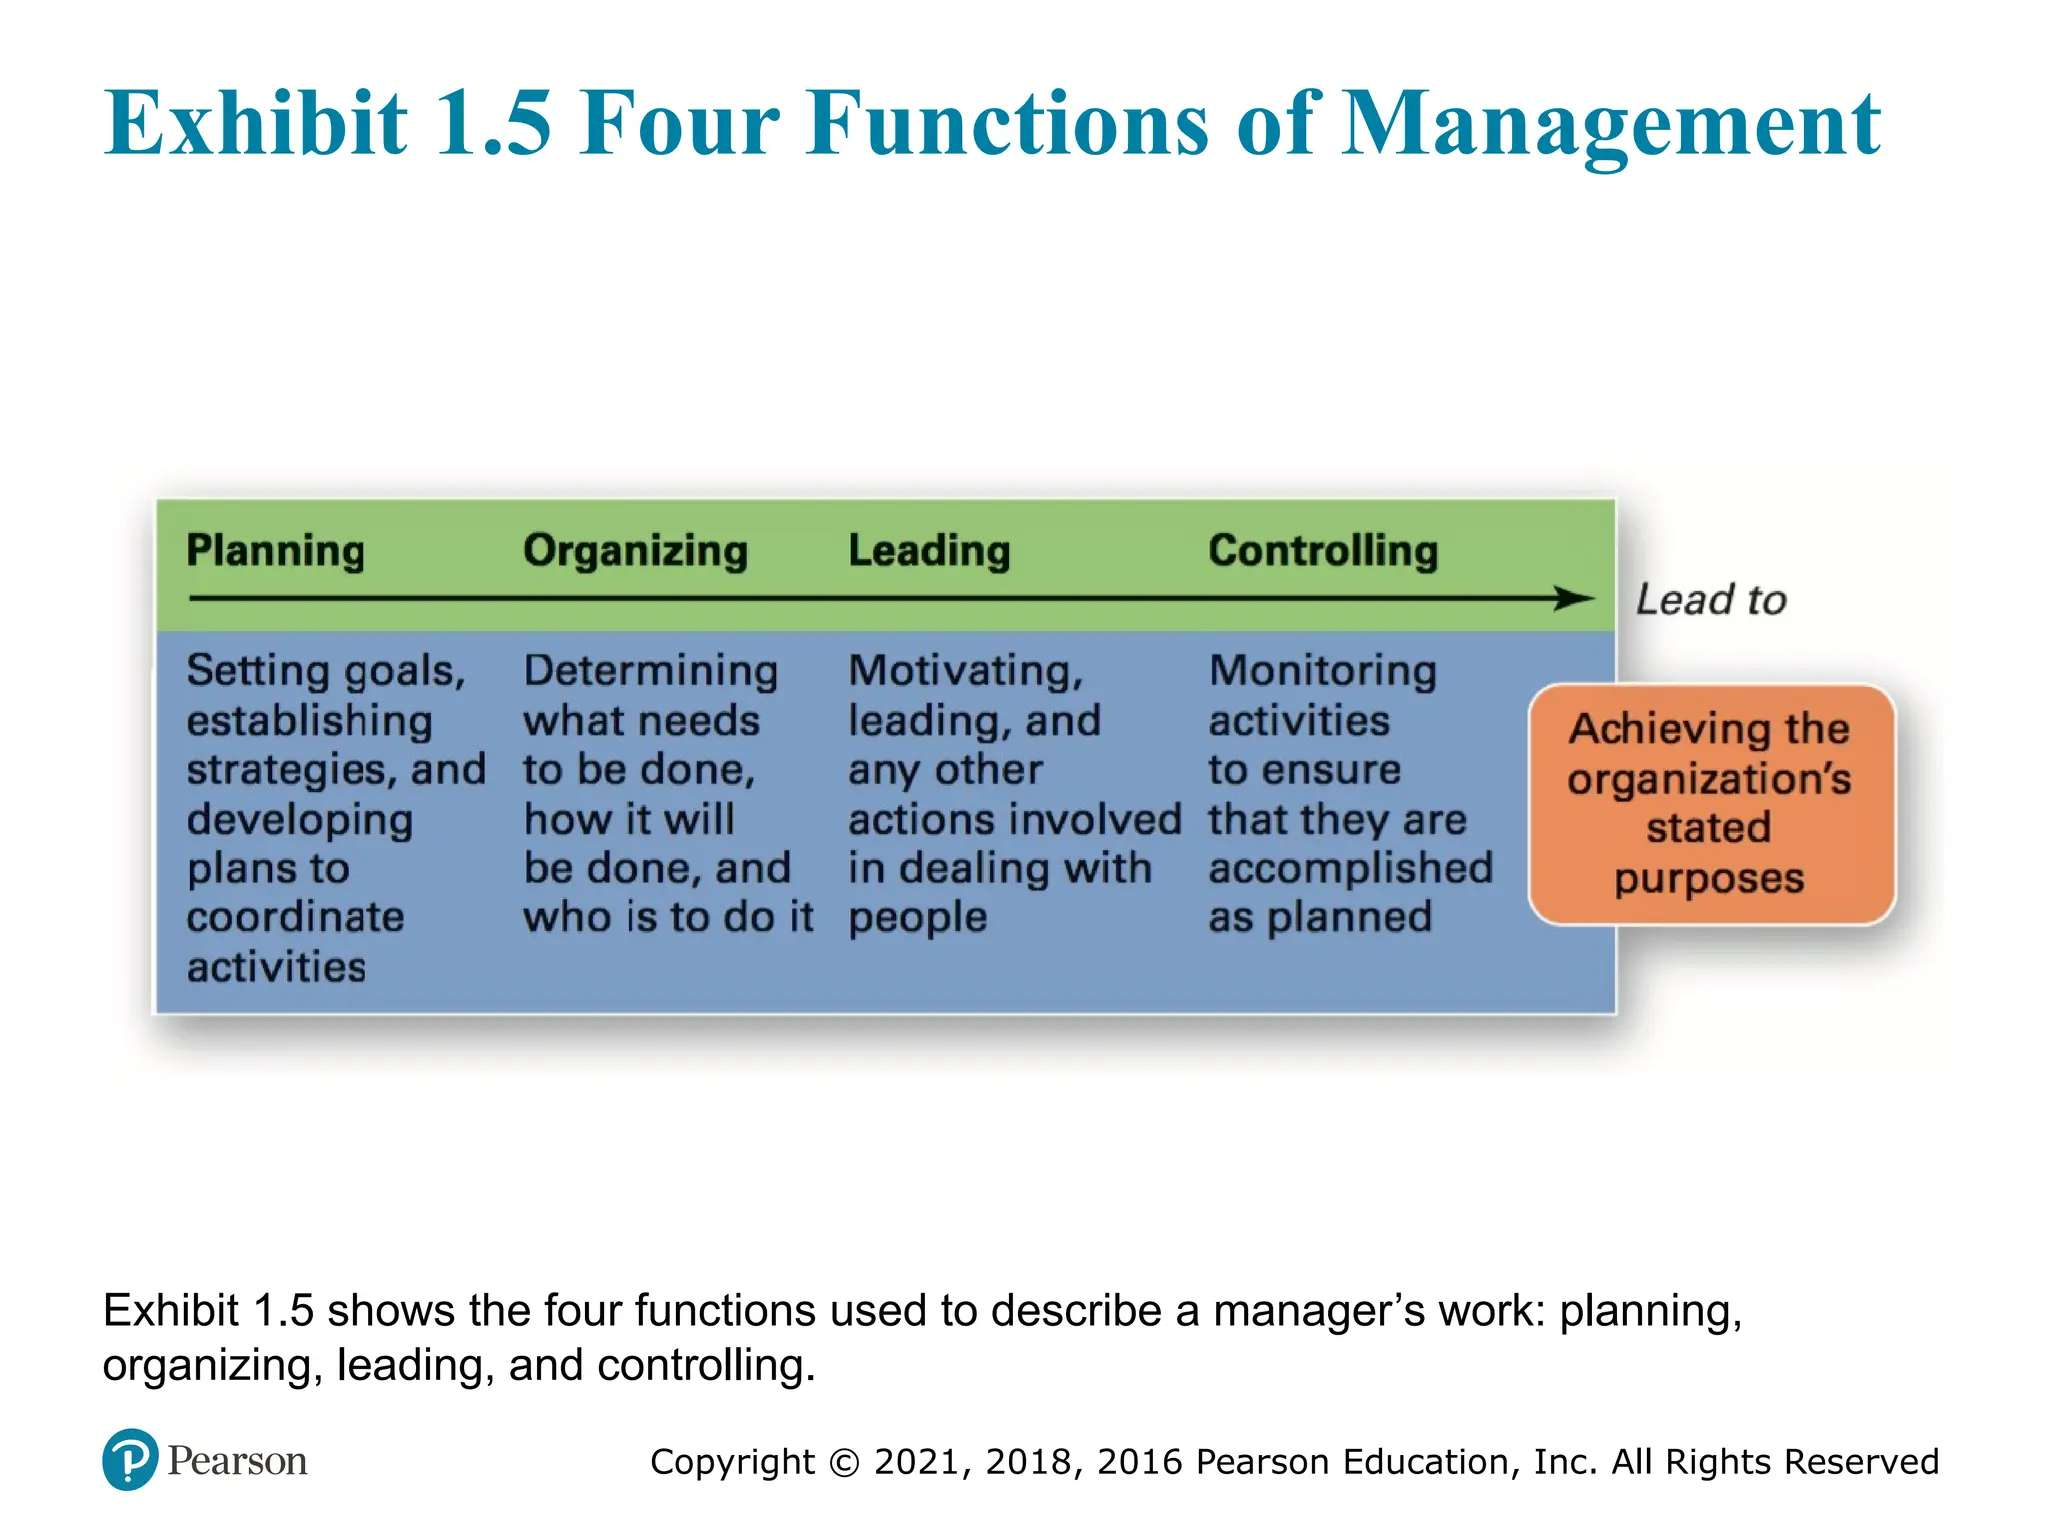 Exhibit 1.5 Four Functions of Management
Planning
Organizing
Leading
Controlling
Lead to
Setting goals,
establishing
strategies, and
developing
plans to
coordinate
activities
Determining
what needs
to be done,
how it will
be done, and
who is to do it
Motivating,
leading, and
any other
actions involved
in dealing with
people
Monitoring
activities
to ensure
that they are
accomplished
as planned
Achieving the
organization’s
stated
purposes
Exhibit 1.5 shows the four functions used to describe a manager’s work: planning,
organizing, leading, and controlling.
Pearson
Copyright © 2021, 2018, 2016 Pearson Education, Inc. All Rights Reserved